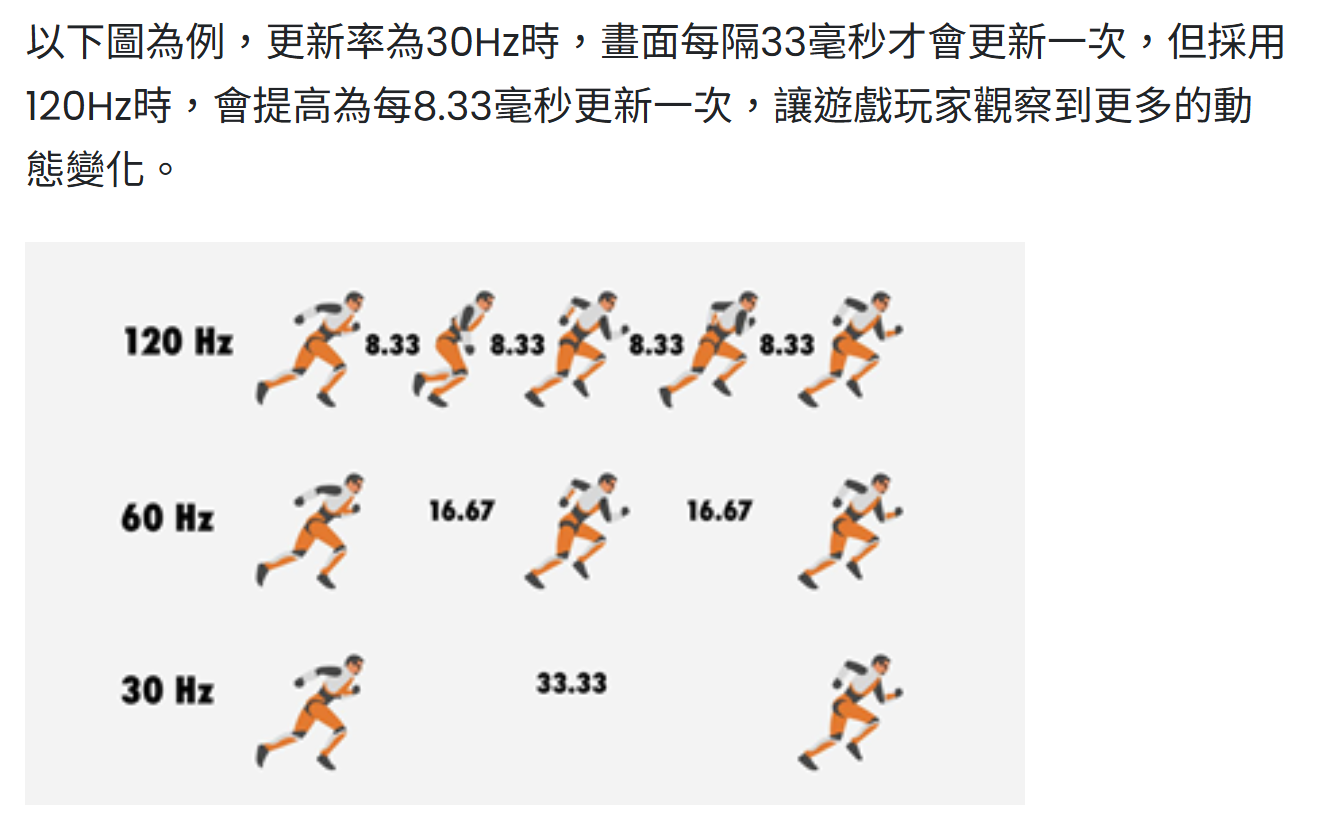 以下圖為例，更新率為30Hz時，畫面每隔33毫秒才會更新一次，但採用
120Hz時，會提高為每8.33毫秒更新一次，讓遊戲玩家觀察到更多的動
態變化。
120 Hz 8.33 8.33 8.33 8.33
60 Hz 16.67 16.67
30 Hz 33.33